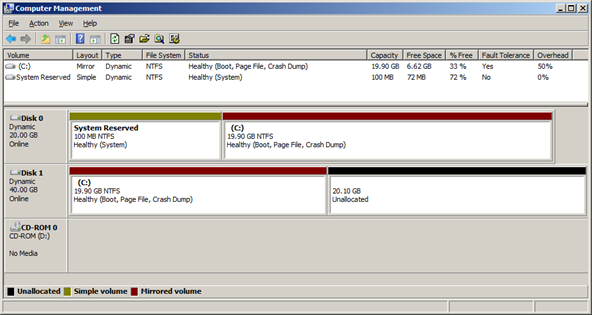 Computer Management
File Action View Help
Volume Layout Type File System Status Capacity Free Space % Free Fault Tolerance Overhead
(C:) Mirror Dynamic NTFS Healthy (Boot, Page File, Crash Dump) 19.90 GB 6.62 GB 33 % Yes 50%
System Reserved Simple Dynamic NTFS Healthy (System) 100 MB 72 MB 72 % No 0%
Disk 0
Dynamic
20.00 GB
Online
System Reserved
100 MB NTFS
Healthy (System)
(C:)
19.90 GB NTFS
Healthy (Boot, Page File, Crash Dump)
Disk 1
Dynamic
40.00 GB
Online
(C:)
19.90 GB NTFS
Healthy (Boot, Page File, Crash Dump)
20.10 GB
Unallocated
CD-ROM 0
CD-ROM (D:)
No Media
Unallocated Simple volume Mirrored volume